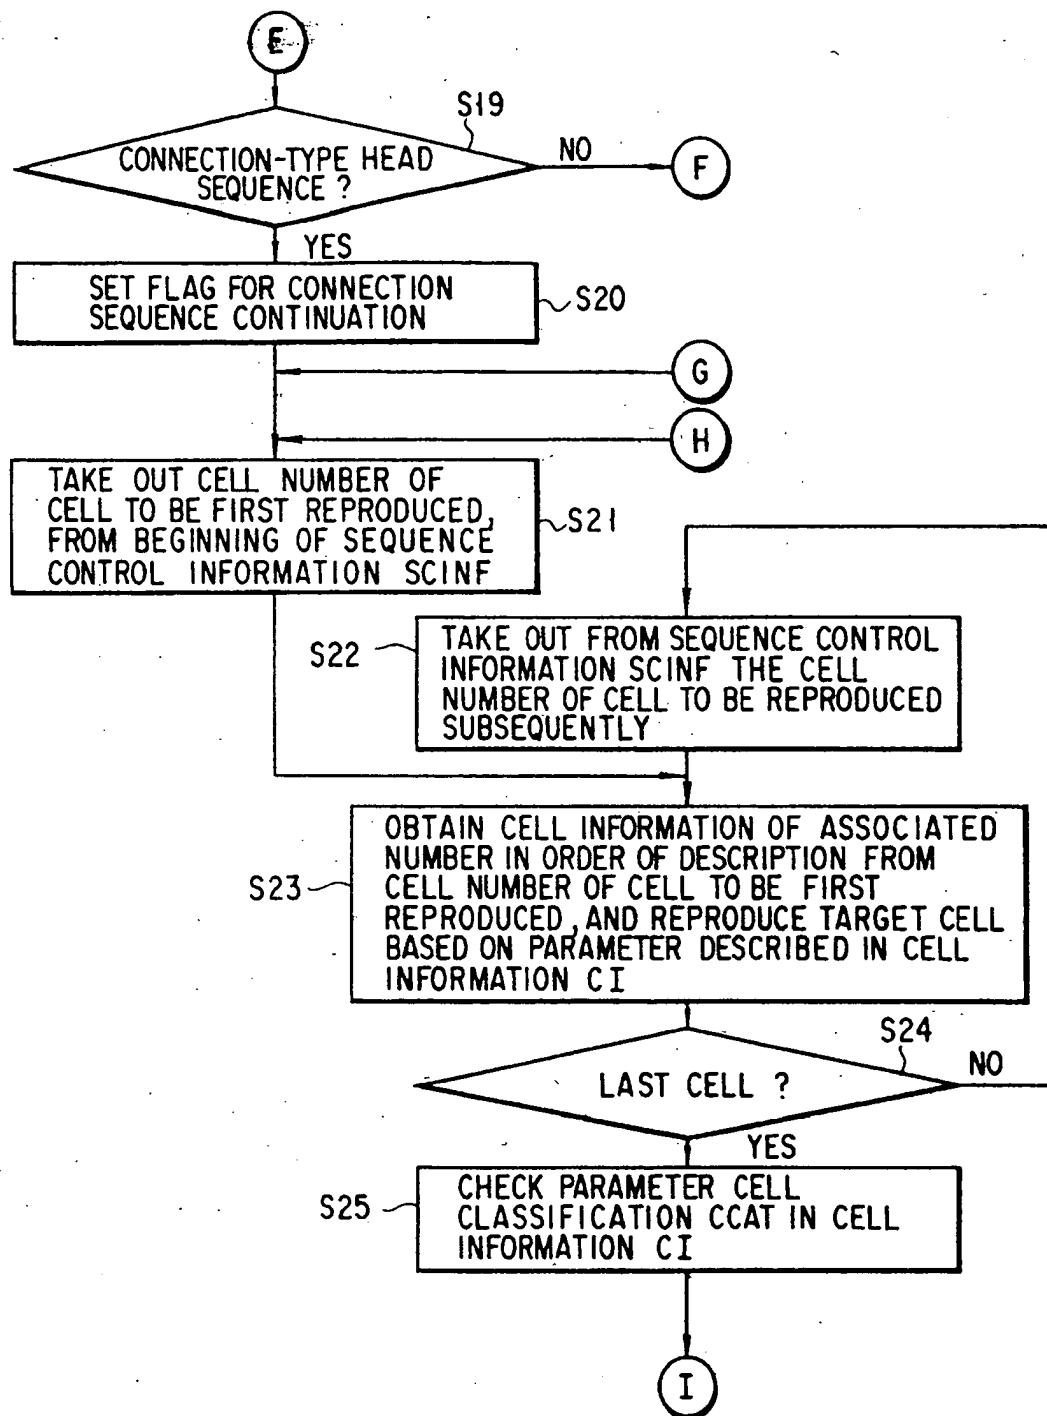 E
S19
CONNECTION-TYPE HEAD
SEQUENCE ?
NO
F
YES
SET FLAG FOR CONNECTION
SEQUENCE CONTINUATION
S20
G
H
TAKE OUT CELL NUMBER OF
CELL TO BE FIRST REPRODUCED,
FROM BEGINNING OF SEQUENCE
CONTROL INFORMATION SCINF
S21
S22
TAKE OUT FROM SEQUENCE CONTROL
INFORMATION SCINF THE CELL
NUMBER OF CELL TO BE REPRODUCED
SUBSEQUENTLY
S23
OBTAIN CELL INFORMATION OF ASSOCIATED
NUMBER IN ORDER OF DESCRIPTION FROM
CELL NUMBER OF CELL TO BE FIRST
REPRODUCED, AND REPRODUCE TARGET CELL
BASED ON PARAMETER DESCRIBED IN CELL
INFORMATION CI
S24
LAST CELL ?
NO
YES
S25
CHECK PARAMETER CELL
CLASSIFICATION CCAT IN CELL
INFORMATION CI
I